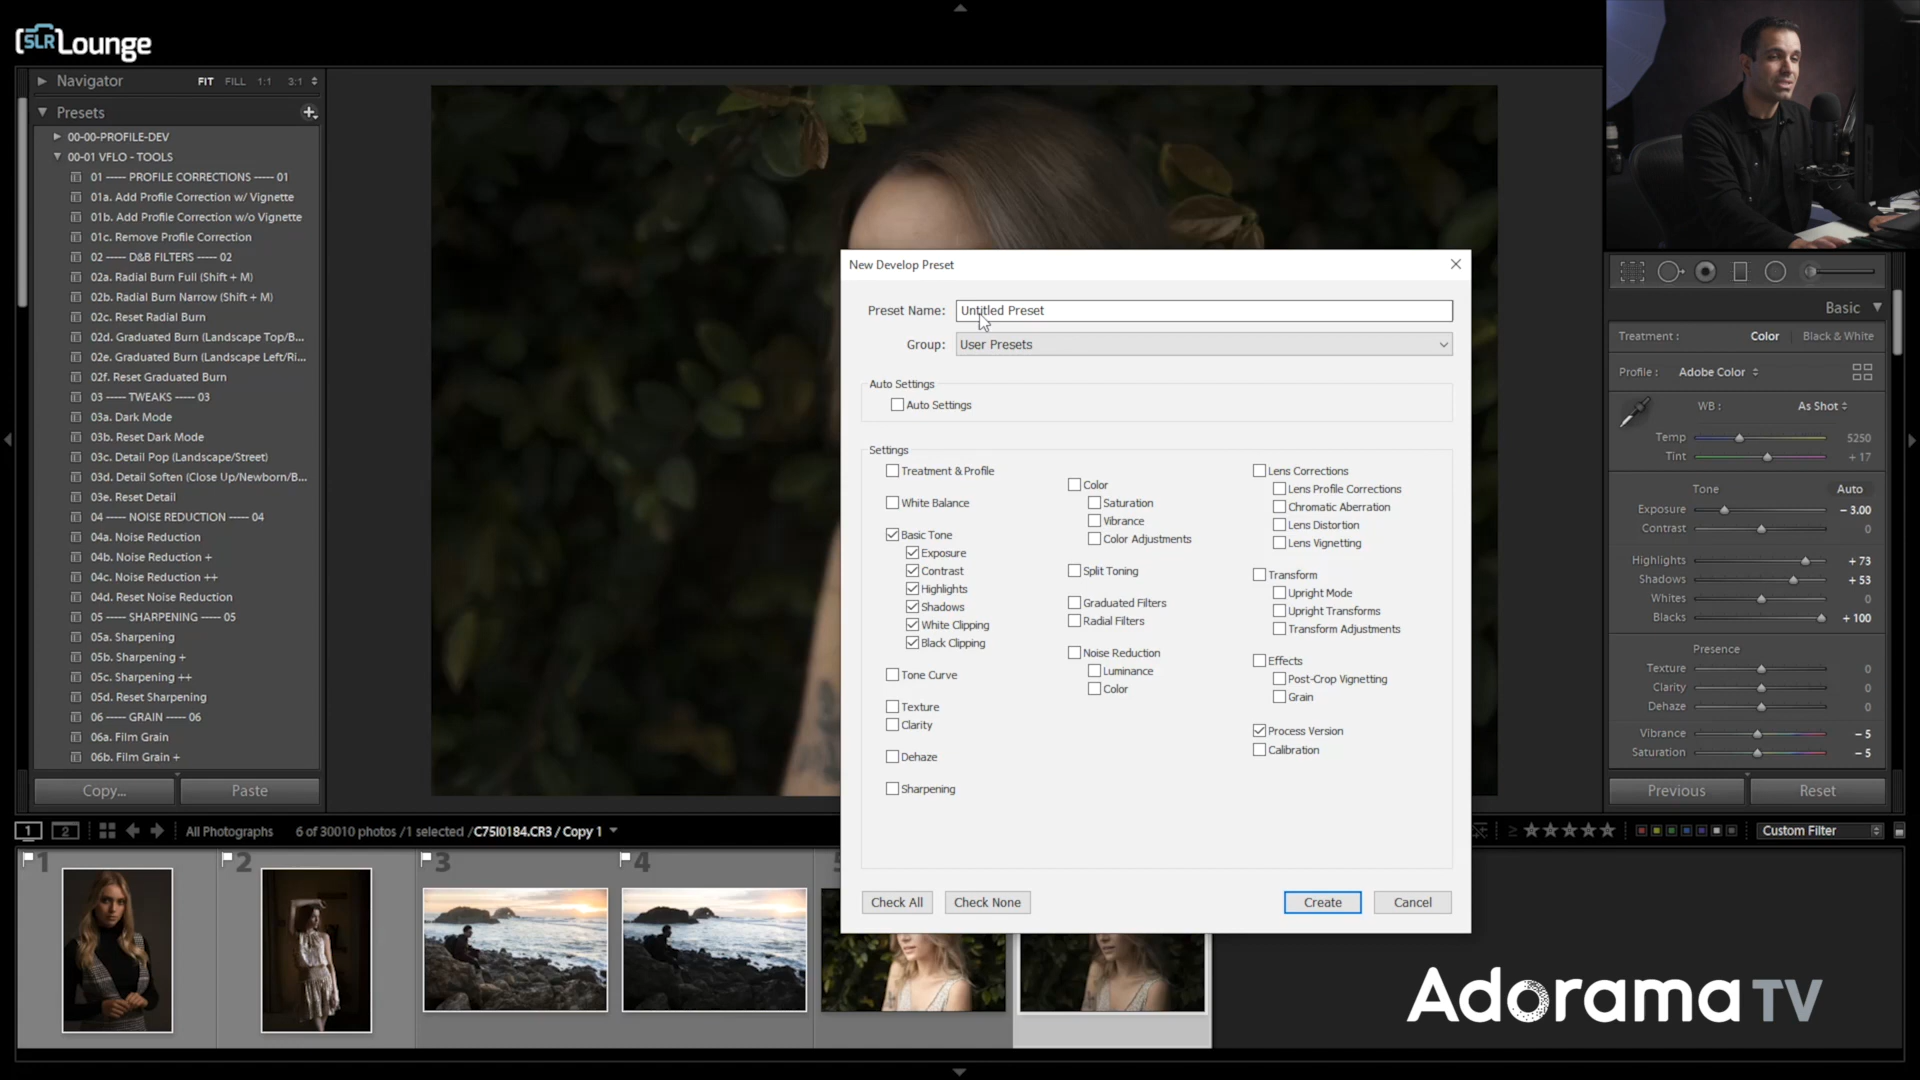 SLR Lounge
Navigator FIT FILL 1:1 3:1
Presets
00-00-PROFILE-DEV
00-01 VFLO - TOOLS
01 ----- PROFILE CORRECTIONS ----- 01
01a. Add Profile Correction w/ Vignette
01b. Add Profile Correction w/o Vignette
01c. Remove Profile Correction
02 ----- D&B FILTERS ----- 02
02a. Radial Burn Full (Shift + M)
02b. Radial Burn Narrow (Shift + M)
02c. Reset Radial Burn
02d. Graduated Burn (Landscape Top/B...
02e. Graduated Burn (Landscape Left/Ri...
02f. Reset Graduated Burn
03 ----- TWEAKS ----- 03
03a. Dark Mode
03b. Reset Dark Mode
03c. Detail Pop (Landscape/Street)
03d. Detail Soften (Close Up/Newborn/B...
03e. Reset Detail
04 ----- NOISE REDUCTION ----- 04
04a. Noise Reduction
04b. Noise Reduction +
04c. Noise Reduction ++
04d. Reset Noise Reduction
05 ----- SHARPENING ----- 05
05a. Sharpening
05b. Sharpening +
05c. Sharpening ++
05d. Reset Sharpening
06 ----- GRAIN ----- 06
06a. Film Grain
06b. Film Grain +
Copy... Paste
New Develop Preset
Preset Name: Untitled Preset
Group: User Presets
Auto Settings
Auto Settings
Settings
Treatment & Profile
White Balance
Basic Tone
Exposure
Contrast
Highlights
Shadows
White Clipping
Black Clipping
Tone Curve
Texture
Clarity
Dehaze
Sharpening
Color
Saturation
Vibrance
Color Adjustments
Split Toning
Graduated Filters
Radial Filters
Noise Reduction
Luminance
Color
Lens Corrections
Lens Profile Corrections
Chromatic Aberration
Lens Distortion
Lens Vignetting
Transform
Upright Mode
Upright Transforms
Transform Adjustments
Effects
Post-Crop Vignetting
Grain
Process Version
Calibration
Check All Check None Create Cancel
Basic
Treatment : Color Black & White
Profile : Adobe Color
WB : As Shot
Temp 5250
Tint + 17
Tone Auto
Exposure - 3.00
Contrast 0
Highlights + 73
Shadows + 53
Whites 0
Blacks + 100
Presence
Texture 0
Clarity 0
Dehaze 0
Vibrance - 5
Saturation - 5
Previous Reset
1 2 All Photographs 6 of 30010 photos /1 selected /C75I0184.CR3 / Copy 1 ≥ Custom Filter
1 2 3 4
Adorama TV